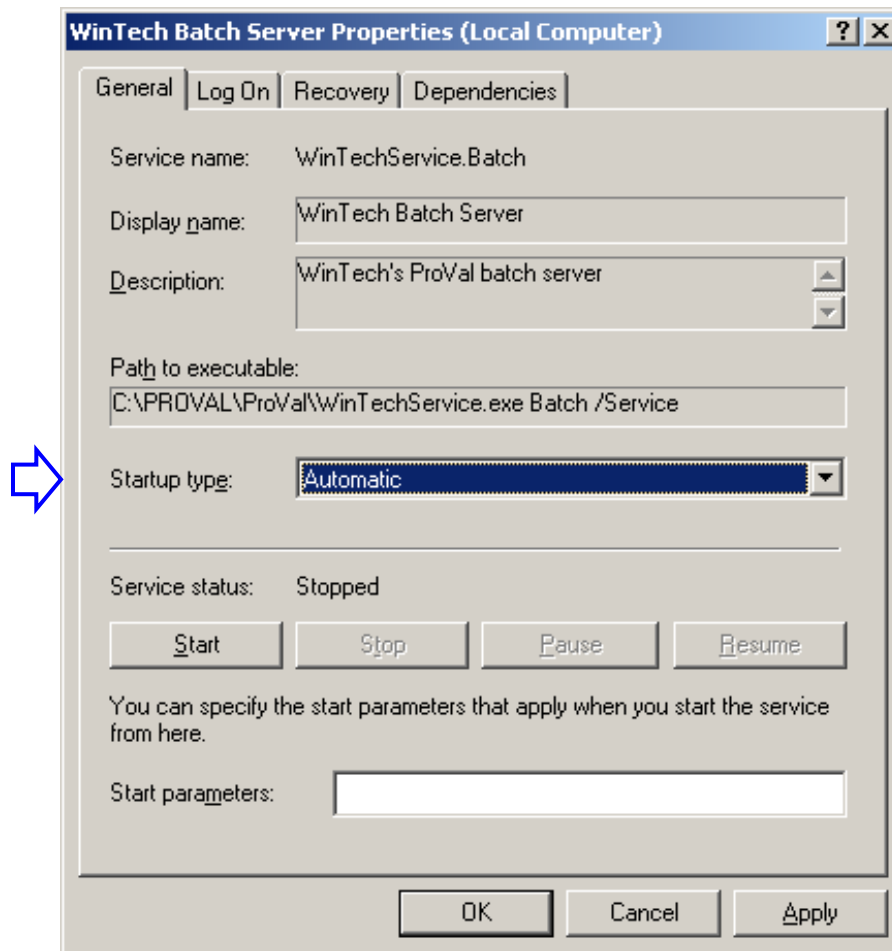 WinTech Batch Server Properties (Local Computer)
General Log On Recovery Dependencies
Service name: WinTechService.Batch
Display name: WinTech Batch Server
Description: WinTech's ProVal batch server
Path to executable:
C:\PROVAL\ProVal\WinTechService.exe Batch /Service
Startup type: Automatic
Service status: Stopped
Start Stop Pause Resume
You can specify the start parameters that apply when you start the service
from here.
Start parameters:
OK Cancel Apply